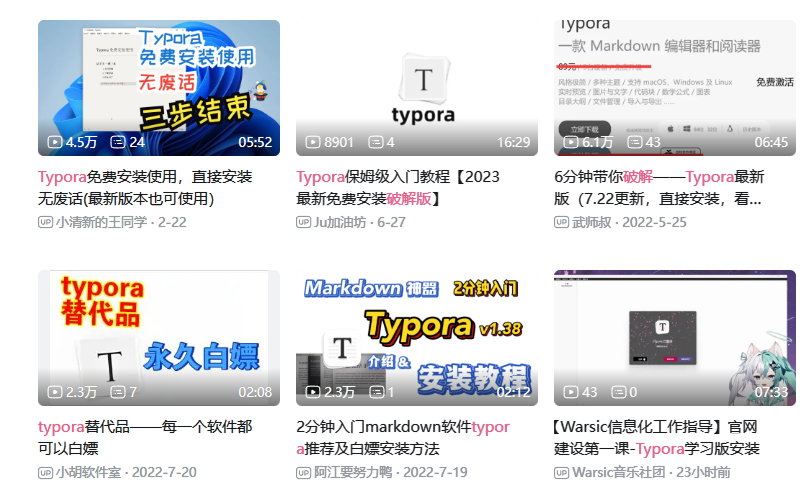 Typora
免费安装使用
无废话
三步结束
4.5万 24 05:52
Typora免费安装使用，直接安装
无废话(最新版本也可使用)
UP 小清新的王同学 · 2-22
T
typora
8901 4 16:29
Typora保姆级入门教程【2023
最新免费安装破解版】
UP Ju加油坊 · 6-27
Typora
一款 Markdown 编辑器和阅读器
风格极简 / 多种主题 / 支持 macOS、Windows 及 Linux
实时预览 / 图片与文字 / 代码块 / 数学公式 / 图表
目录大纲 / 文件管理 / 导入与导出 ......
免费激活
立即下载
6.1万 43 06:45
6分钟带你破解——Typora最新
版（7.22更新，直接安装，看...
UP 武师叔 · 2022-5-25
typora
替代品
T
永久白嫖
2.3万 7 02:08
typora替代品——每一个软件都
可以白嫖
UP 小胡软件室 · 2022-7-20
Markdown 神器 2分钟入门
Typora v1.38
T
介绍 &
安装教程
2.3万 1 02:12
2分钟入门markdown软件typor
a推荐及白嫖安装方法
UP 阿江要努力鸭 · 2022-7-19
T
43 0 07:33
【Warsic信息化工作指导】官网
建设第一课-Typora学习版安装
UP Warsic音乐社团 · 23小时前